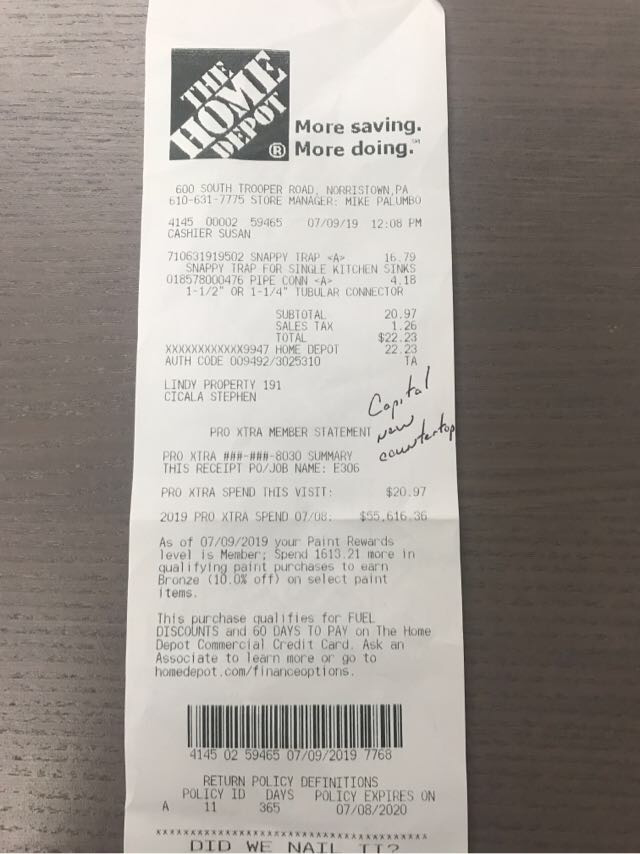 THE
HOME
DEPOT
®
More saving.
More doing.℠
600 SOUTH TROOPER ROAD, NORRISTOWN,PA
610-631-7775 STORE MANAGER: MIKE PALUMBO
4145 00002 59465 07/09/19 12:08 PM
CASHIER SUSAN
710631919502 SNAPPY TRAP <A> 16.79
SNAPPY TRAP FOR SINGLE KITCHEN SINKS
018578000476 PIPE CONN <A> 4.18
1-1/2" OR 1-1/4" TUBULAR CONNECTOR
SUBTOTAL 20.97
SALES TAX 1.26
TOTAL $22.23
XXXXXXXXXXXX9947 HOME DEPOT 22.23
AUTH CODE 009492/3025310 TA
LINDY PROPERTY 191
CICALA STEPHEN
Capital
new
countertop
PRO XTRA MEMBER STATEMENT
PRO XTRA ###-###-8030 SUMMARY
THIS RECEIPT PO/JOB NAME: E306
PRO XTRA SPEND THIS VISIT: $20.97
2019 PRO XTRA SPEND 07/08: $55,616.36
As of 07/09/2019 your Paint Rewards
level is Member; Spend 1613.21 more in
qualifying paint purchases to earn
Bronze (10.0% off) on select paint
items.
This purchase qualifies for FUEL
DISCOUNTS and 60 DAYS TO PAY on The Home
Depot Commercial Credit Card. Ask an
Associate to learn more or go to
homedepot.com/financeoptions.
4145 02 59465 07/09/2019 7768
RETURN POLICY DEFINITIONS
POLICY ID DAYS POLICY EXPIRES ON
A 11 365 07/08/2020
DID WE NAIL IT?